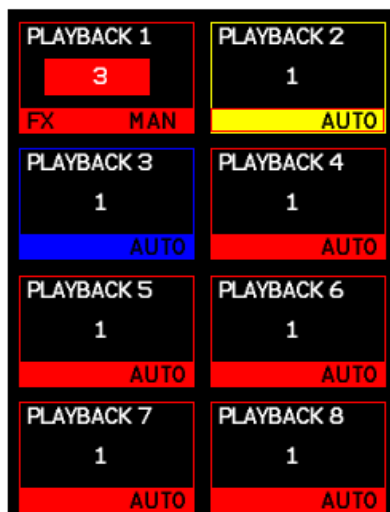 PLAYBACK 1
3
FX MAN
PLAYBACK 2
1
AUTO
PLAYBACK 3
1
AUTO
PLAYBACK 4
1
AUTO
PLAYBACK 5
1
AUTO
PLAYBACK 6
1
AUTO
PLAYBACK 7
1
AUTO
PLAYBACK 8
1
AUTO